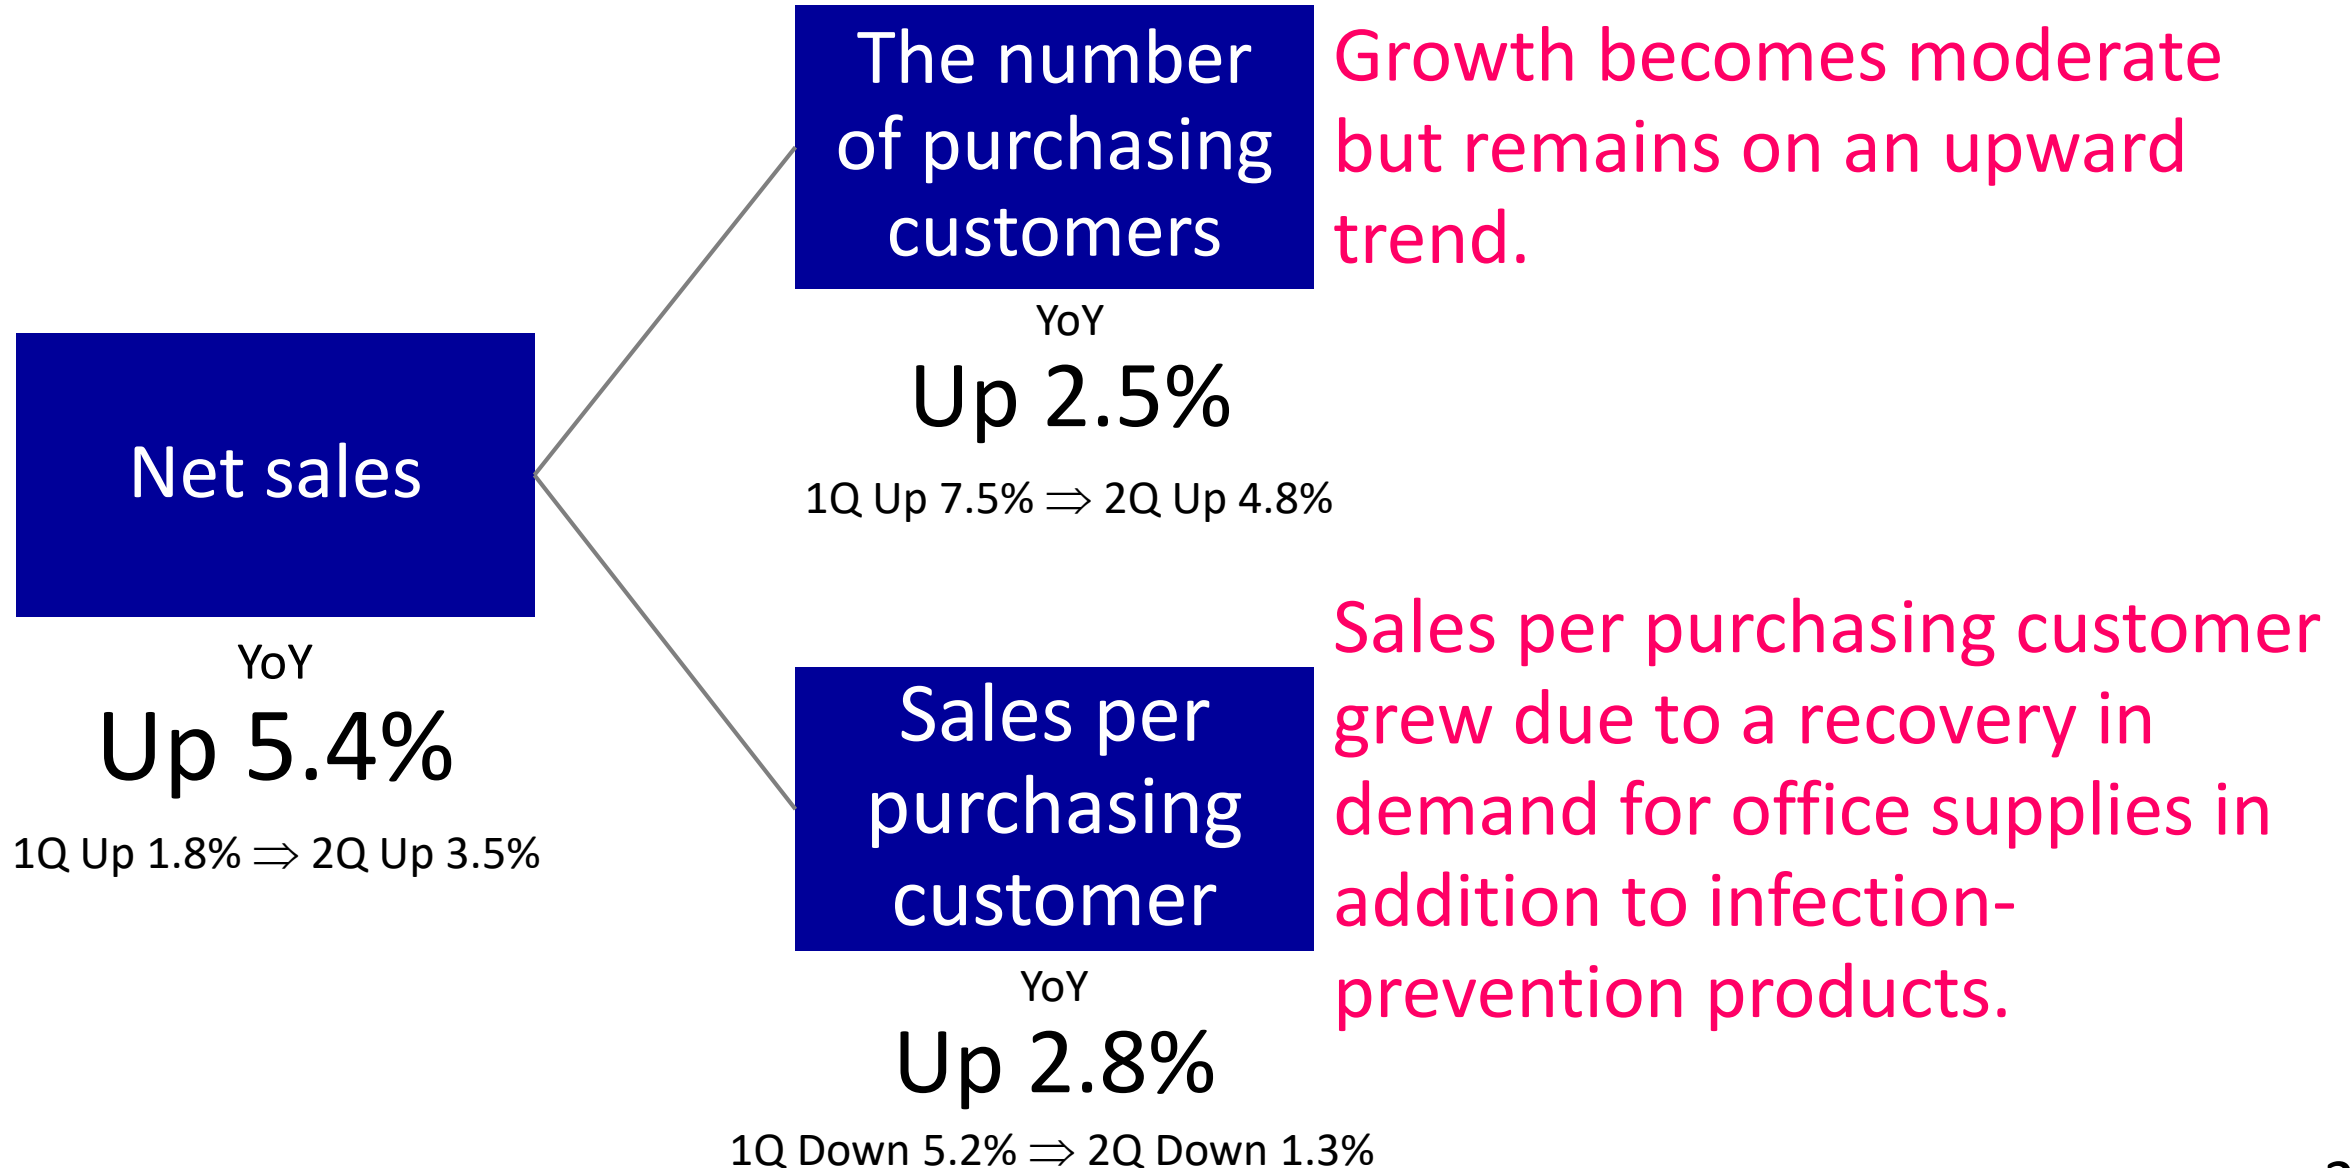 The number
of purchasing
customers
Growth becomes moderate
but remains on an upward
trend.
YoY
Up 2.5%
1Q Up 7.5% ⇒ 2Q Up 4.8%
Net sales
YoY
Up 5.4%
1Q Up 1.8% ⇒ 2Q Up 3.5%
Sales per
purchasing
customer
Sales per purchasing customer
grew due to a recovery in
demand for office supplies in
addition to infection-
prevention products.
YoY
Up 2.8%
1Q Down 5.2% ⇒ 2Q Down 1.3%